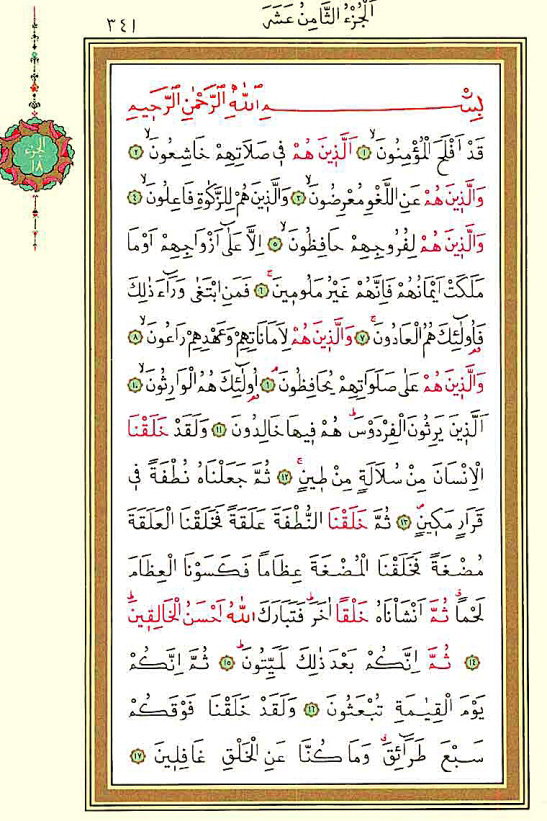 ٣٤١
اَلْجُزْءُ الثَّامِنُ عَشَرَ
الجزء
١٨
بِسْمِ اللّٰهِ الرَّحْمٰنِ الرَّحِيمِ
قَدْ اَفْلَحَ الْمُؤْمِنُونَۙ ﴿١﴾ اَلَّذِينَ هُمْ فِى صَلَاتِهِمْ خَاشِعُونَۙ ﴿٢﴾
وَالَّذِينَ هُمْ عَنِ اللَّغْوِ مُعْرِضُونَۙ ﴿٣﴾ وَالَّذِينَ هُمْ لِلزَّكٰوةِ فَاعِلُونَۙ ﴿٤﴾
وَالَّذِينَ هُمْ لِفُرُوجِهِمْ حَافِظُونَۙ ﴿٥﴾ اِلَّا عَلٰٓى اَزْوَاجِهِمْ اَوْ مَا
مَلَكَتْ اَيْمَانُهُمْ فَاِنَّهُمْ غَيْرُ مَلُومِينَۚ ﴿٦﴾ فَمَنِ ابْتَغٰى وَرَٓاءَ ذٰلِكَ
فَاُو۬لٰٓئِكَ هُمُ الْعَادُونَۚ ﴿٧﴾ وَالَّذِينَ هُمْ لِاَمَانَاتِهِمْ وَعَهْدِهِمْ رَاعُونَۙ ﴿٨﴾
وَالَّذِينَ هُمْ عَلٰى صَلَوَاتِهِمْ يُحَافِظُونَۘ ﴿٩﴾ اُو۬لٰٓئِكَ هُمُ الْوَارِثُونَۙ ﴿١٠﴾
اَلَّذِينَ يَرِثُونَ الْفِرْدَوْسَۜ هُمْ فِيهَا خَالِدُونَ ﴿١١﴾ وَلَقَدْ خَلَقْنَا
الْاِنْسَانَ مِنْ سُلَالَةٍ مِنْ طِينٍۚ ﴿١٢﴾ ثُمَّ جَعَلْنَاهُ نُطْفَةً فِى
قَرَارٍ مَكِينٍۖ ﴿١٣﴾ ثُمَّ خَلَقْنَا النُّطْفَةَ عَلَقَةً فَخَلَقْنَا الْعَلَقَةَ
مُضْغَةً فَخَلَقْنَا الْمُضْغَةَ عِظَاماً فَكَسَوْنَا الْعِظَامَ
لَحْماًۗ ثُمَّ اَنْشَاْنَاهُ خَلْقاً اٰخَرَۜ فَتَبَارَكَ اللّٰهُ اَحْسَنُ الْخَالِقِينَۜ
﴿١٤﴾ ثُمَّ اِنَّكُمْ بَعْدَ ذٰلِكَ لَمَيِّتُونَۜ ﴿١٥﴾ ثُمَّ اِنَّكُمْ
يَوْمَ الْقِيٰمَةِ تُبْعَثُونَ ﴿١٦﴾ وَلَقَدْ خَلَقْنَا فَوْقَكُمْ
سَبْعَ طَرَٓائِقَۗ وَمَا كُنَّا عَنِ الْخَلْقِ غَافِلِينَ ﴿١٧﴾